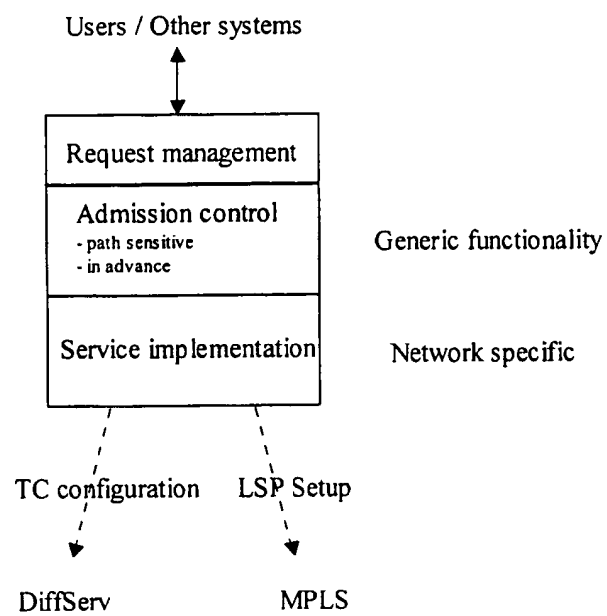 Users / Other systems
Request management
Admission control
- path sensitive
- in advance
Generic functionality
Service implementation
Network specific
TC configuration
LSP Setup
DiffServ
MPLS